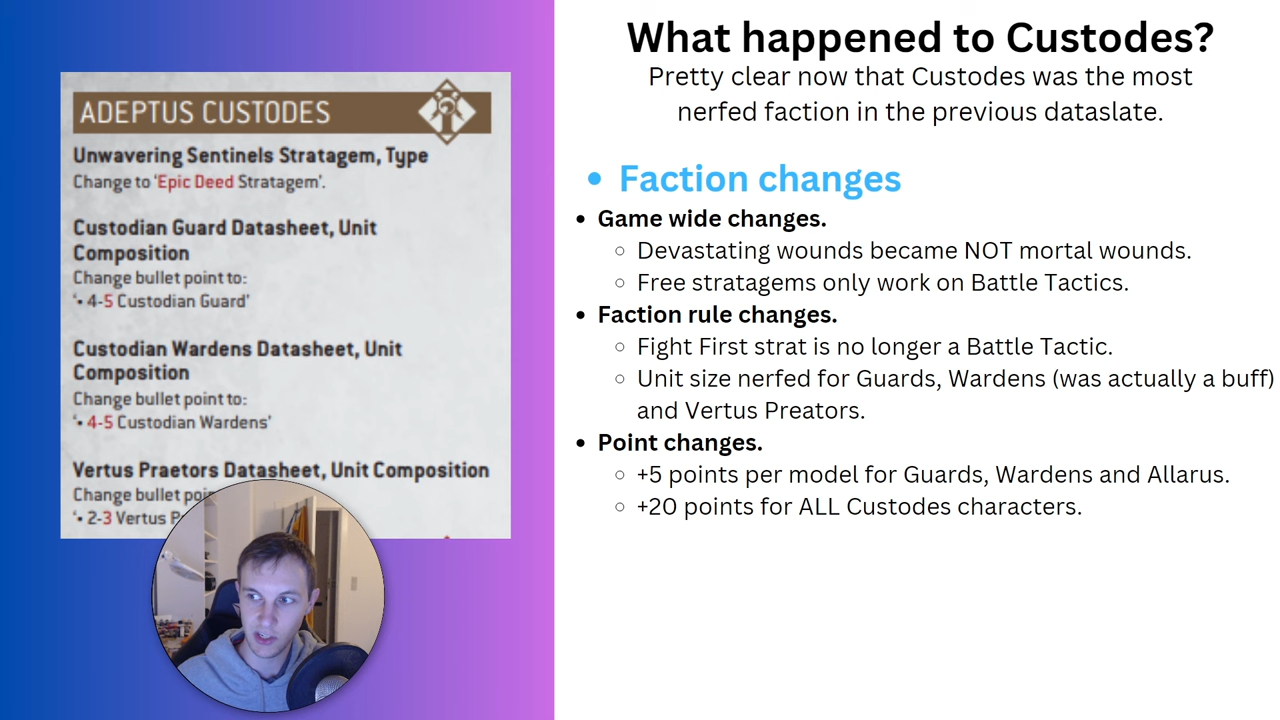 ADEPTUS CUSTODES
Unwavering Sentinels Stratagem, Type
Change to 'Epic Deed Stratagem'.
Custodian Guard Datasheet, Unit
Composition
Change bullet point to:
'• 4-5 Custodian Guard'
Custodian Wardens Datasheet, Unit
Composition
Change bullet point to:
'• 4-5 Custodian Wardens'
Vertus Praetors Datasheet, Unit Composition
Change bullet
'• 2-3 Vertus
What happened to Custodes?
Pretty clear now that Custodes was the most
nerfed faction in the previous dataslate.
• Faction changes
• Game wide changes.
○ Devastating wounds became NOT mortal wounds.
○ Free stratagems only work on Battle Tactics.
• Faction rule changes.
○ Fight First strat is no longer a Battle Tactic.
○ Unit size nerfed for Guards, Wardens (was actually a buff)
and Vertus Preators.
• Point changes.
○ +5 points per model for Guards, Wardens and Allarus.
○ +20 points for ALL Custodes characters.